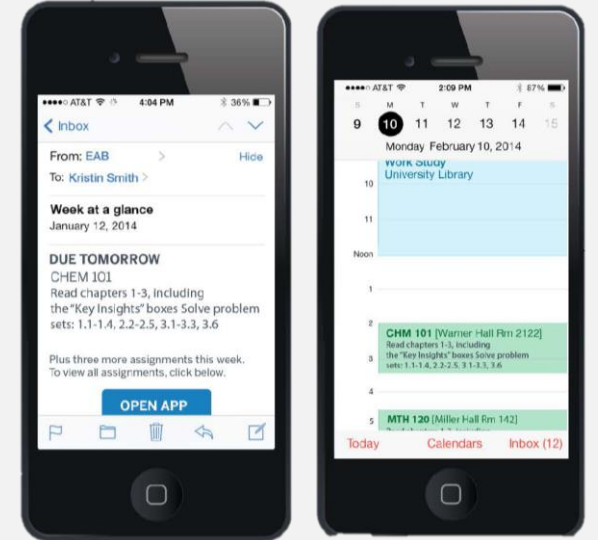 AT&T 4:04 PM 36%
Inbox
From: EAB Hide
To: Kristin Smith
Week at a glance
January 12, 2014
DUE TOMORROW
CHEM 101
Read chapters 1-3, including
the "Key Insights" boxes Solve problem
sets: 1.1-1.4, 2.2-2.5, 3.1-3.3, 3.6
Plus three more assignments this week.
To view all assignments, click below.
OPEN APP
AT&T 2:09 PM 87%
S M T W T F S
9 10 11 12 13 14 15
Monday February 10, 2014
Work Study
University Library
10
11
Noon
1
2
CHM 101 [Warner Hall Rm 2122]
Read chapters 1-3, including
the "Key Insights" boxes Solve problem
sets: 1.1-1.4, 2.2-2.5, 3.1-3.3, 3.6
3
4
5
MTH 120 [Miller Hall Rm 142]
Today Calendars Inbox (12)